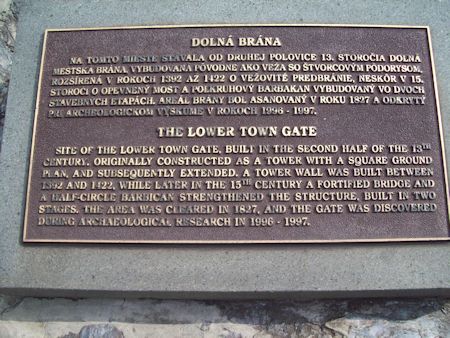 DOLNÁ BRÁNA
NA TOMTO MIESTE STÁVALA OD DRUHEJ POLOVICE 13. STOROČIA DOLNÁ
MESTSKÁ BRÁNA, VYBUDOVANÁ PÔVODNE AKO VEŽA SO ŠTVORCOVÝM PÔDORYSOM,
ROZŠÍRENÁ V ROKOCH 1392 AŽ 1422 O VEŽOVITÉ PREDBRÁNIE, NESKÔR V 15.
STOROČÍ O OPEVNENÝ MOST A POLKRUHOVÝ BARBAKAN VYBUDOVANÝ VO DVOCH
STAVEBNÝCH ETAPÁCH. AREÁL BRÁNY BOL ASANOVANÝ V ROKU 1827 A ODKRYTÝ
PRI ARCHEOLOGICKOM VÝSKUME V ROKOCH 1996 - 1997.
THE LOWER TOWN GATE
SITE OF THE LOWER TOWN GATE, BUILT IN THE SECOND HALF OF THE 13TH
CENTURY. ORIGINALLY CONSTRUCTED AS A TOWER WITH A SQUARE GROUND
PLAN, AND SUBSEQUENTLY EXTENDED. A TOWER WALL WAS BUILT BETWEEN
1392 AND 1422, WHILE LATER IN THE 15TH CENTURY A FORTIFIED BRIDGE AND
A HALF-CIRCLE BARBICAN STRENGTHENED THE STRUCTURE, BUILT IN TWO
STAGES. THE AREA WAS CLEARED IN 1827, AND THE GATE WAS DISCOVERED
DURING ARCHAEOLOGICAL RESEARCH IN 1996 - 1997.